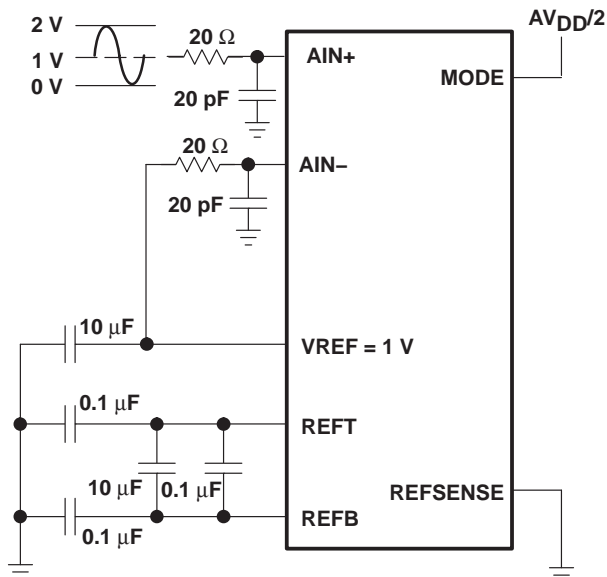 2 V
1 V
0 V
20 Ω
AIN+
20 pF
AVDD/2
MODE
20 Ω
AIN–
20 pF
10 μF
VREF = 1 V
0.1 μF
REFT
10 μF
0.1 μF
REFSENSE
REFB
0.1 μF